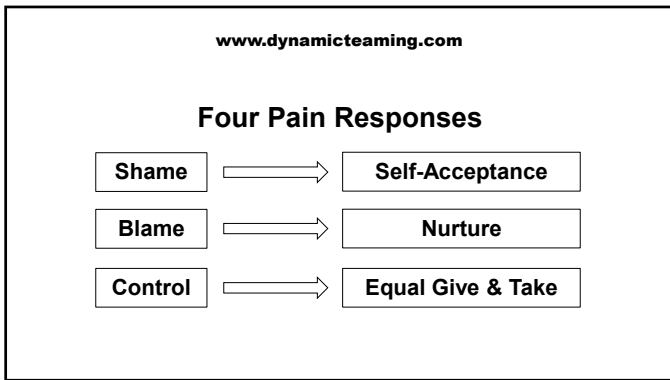 www.dynamicteaming.com
Four Pain Responses
Shame Self-Acceptance
Blame Nurture
Control Equal Give & Take